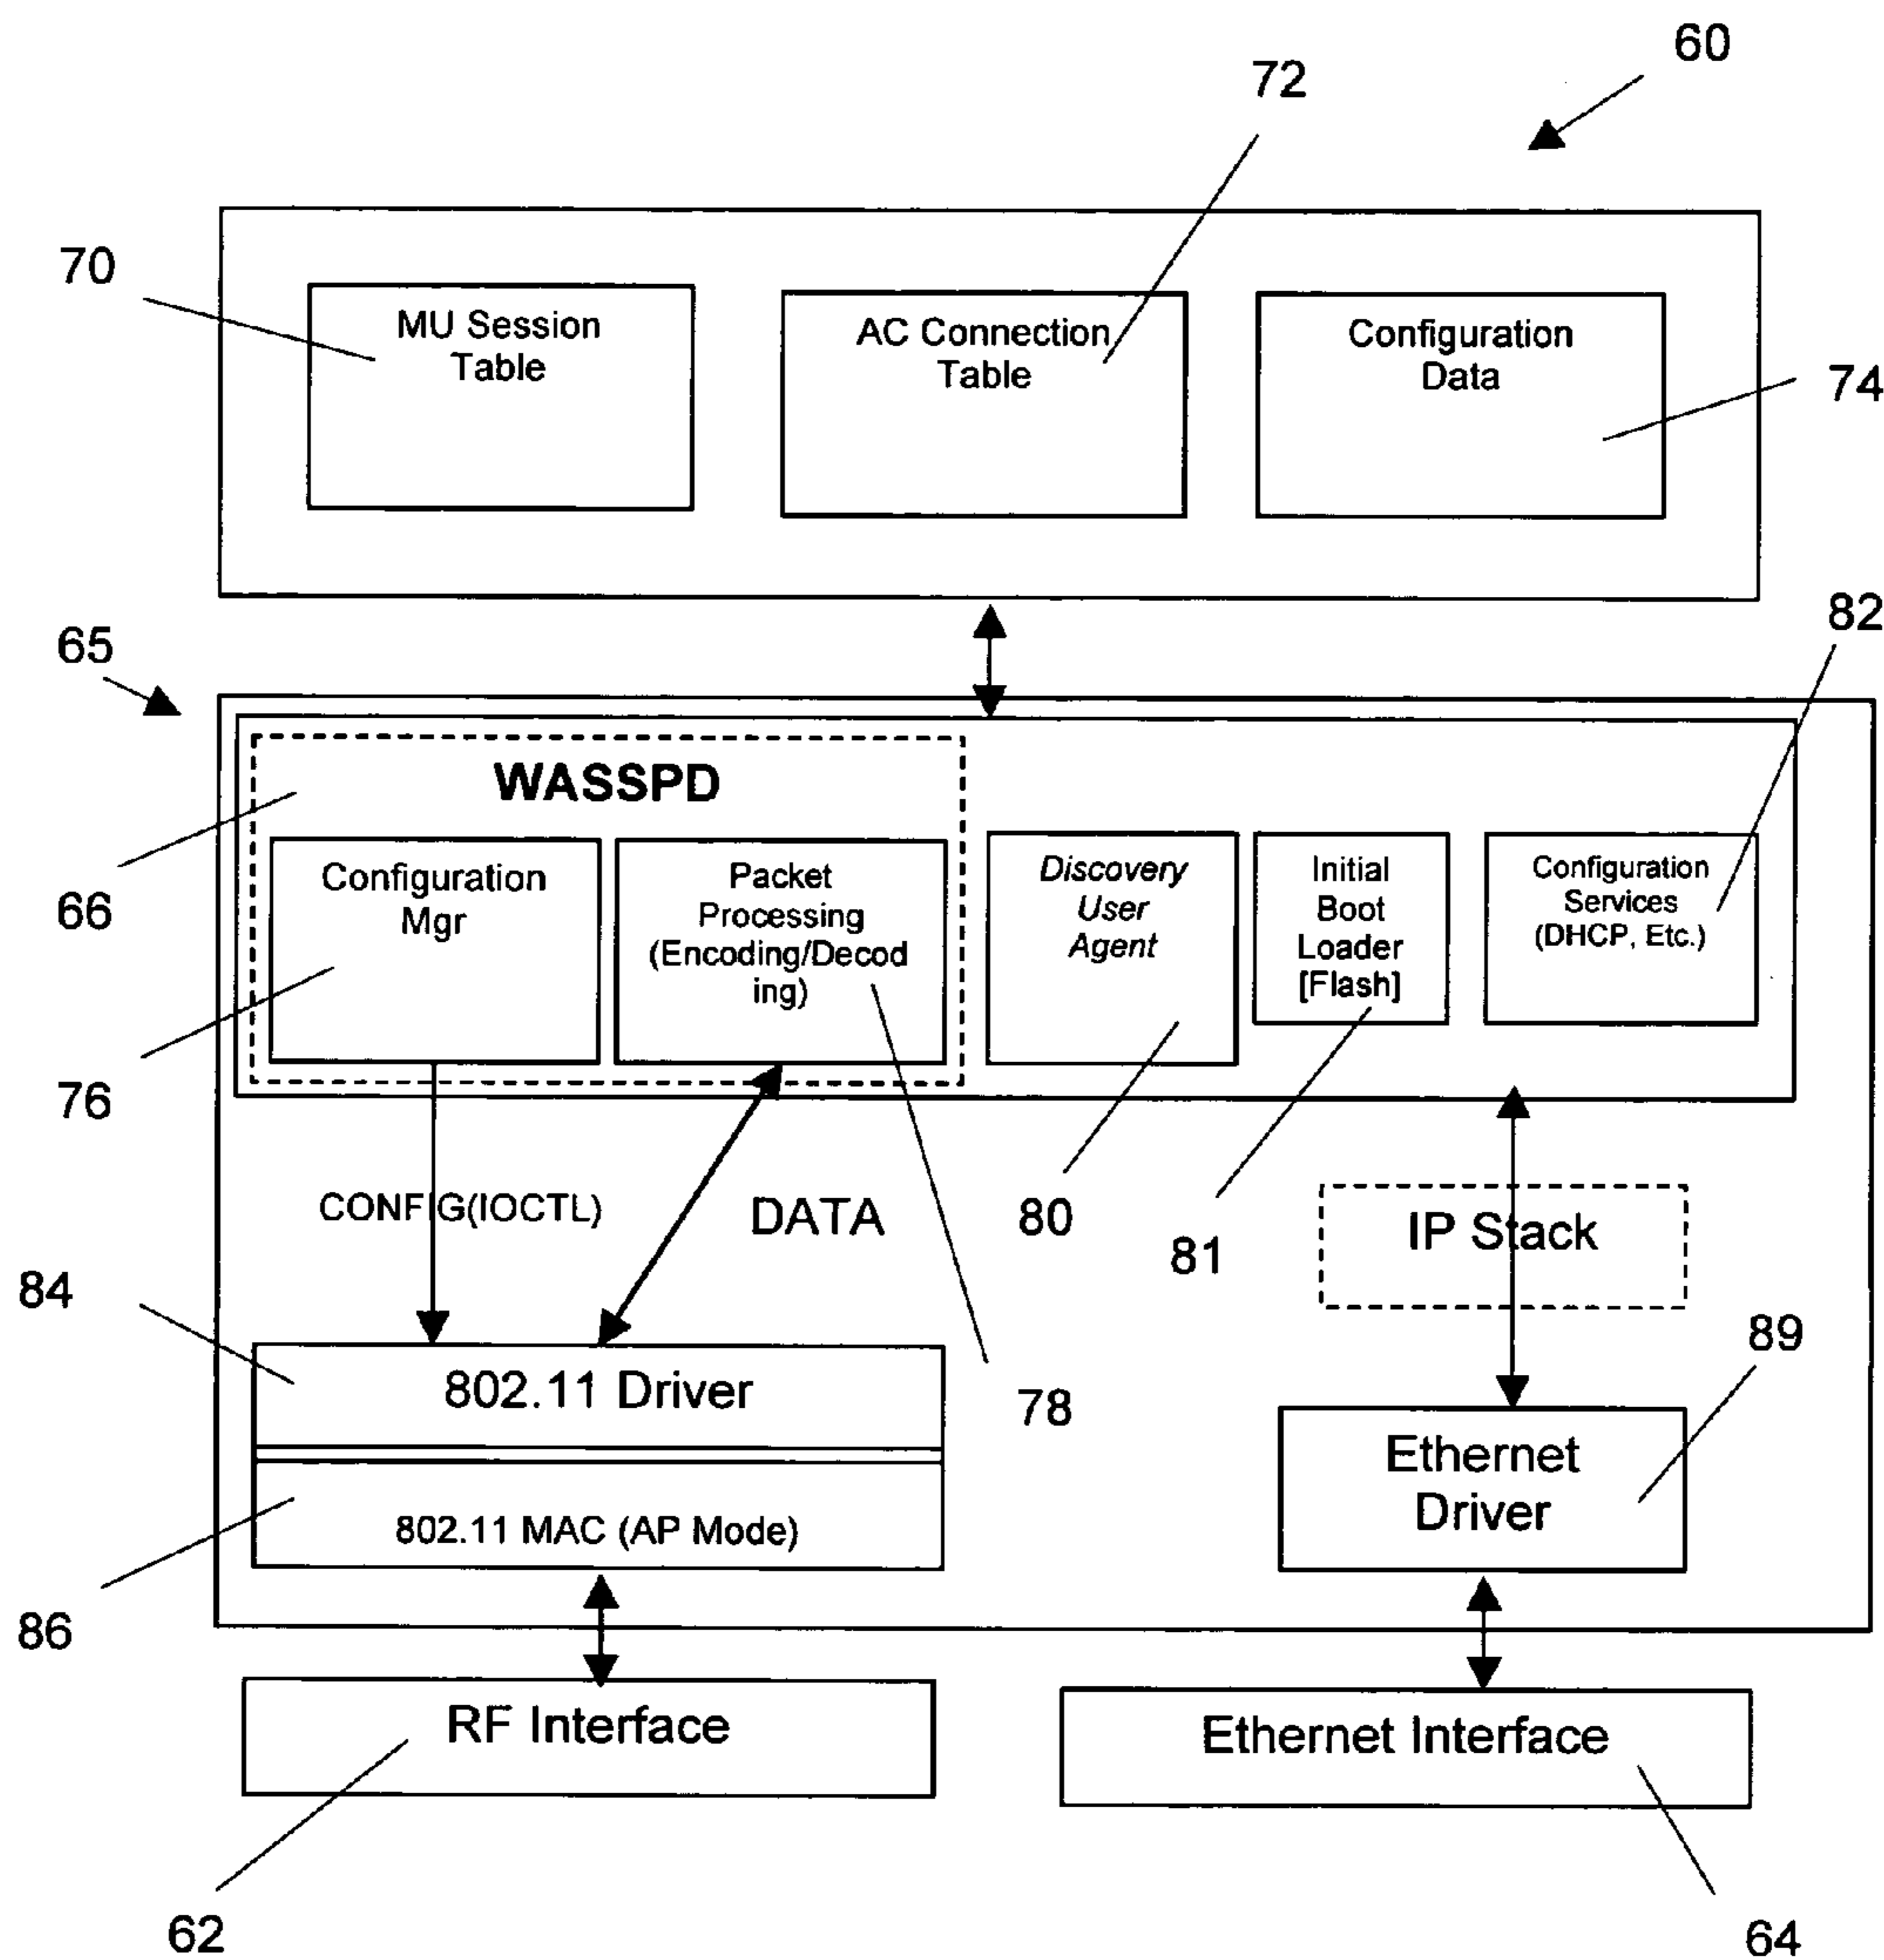 60
72
70
MU Session
Table
AC Connection
Table
Configuration
Data
74
82
65
WASSPD
66
Configuration
Mgr
Packet
Processing
(Encoding/Decod
ing)
Discovery
User
Agent
Initial
Boot
Loader
[Flash]
Configuration
Services
(DHCP, Etc.)
76
CONFIG(IOCTL)
DATA
80
81
IP Stack
84
802.11 Driver
78
89
Ethernet
Driver
802.11 MAC (AP Mode)
86
RF Interface
Ethernet Interface
62
64